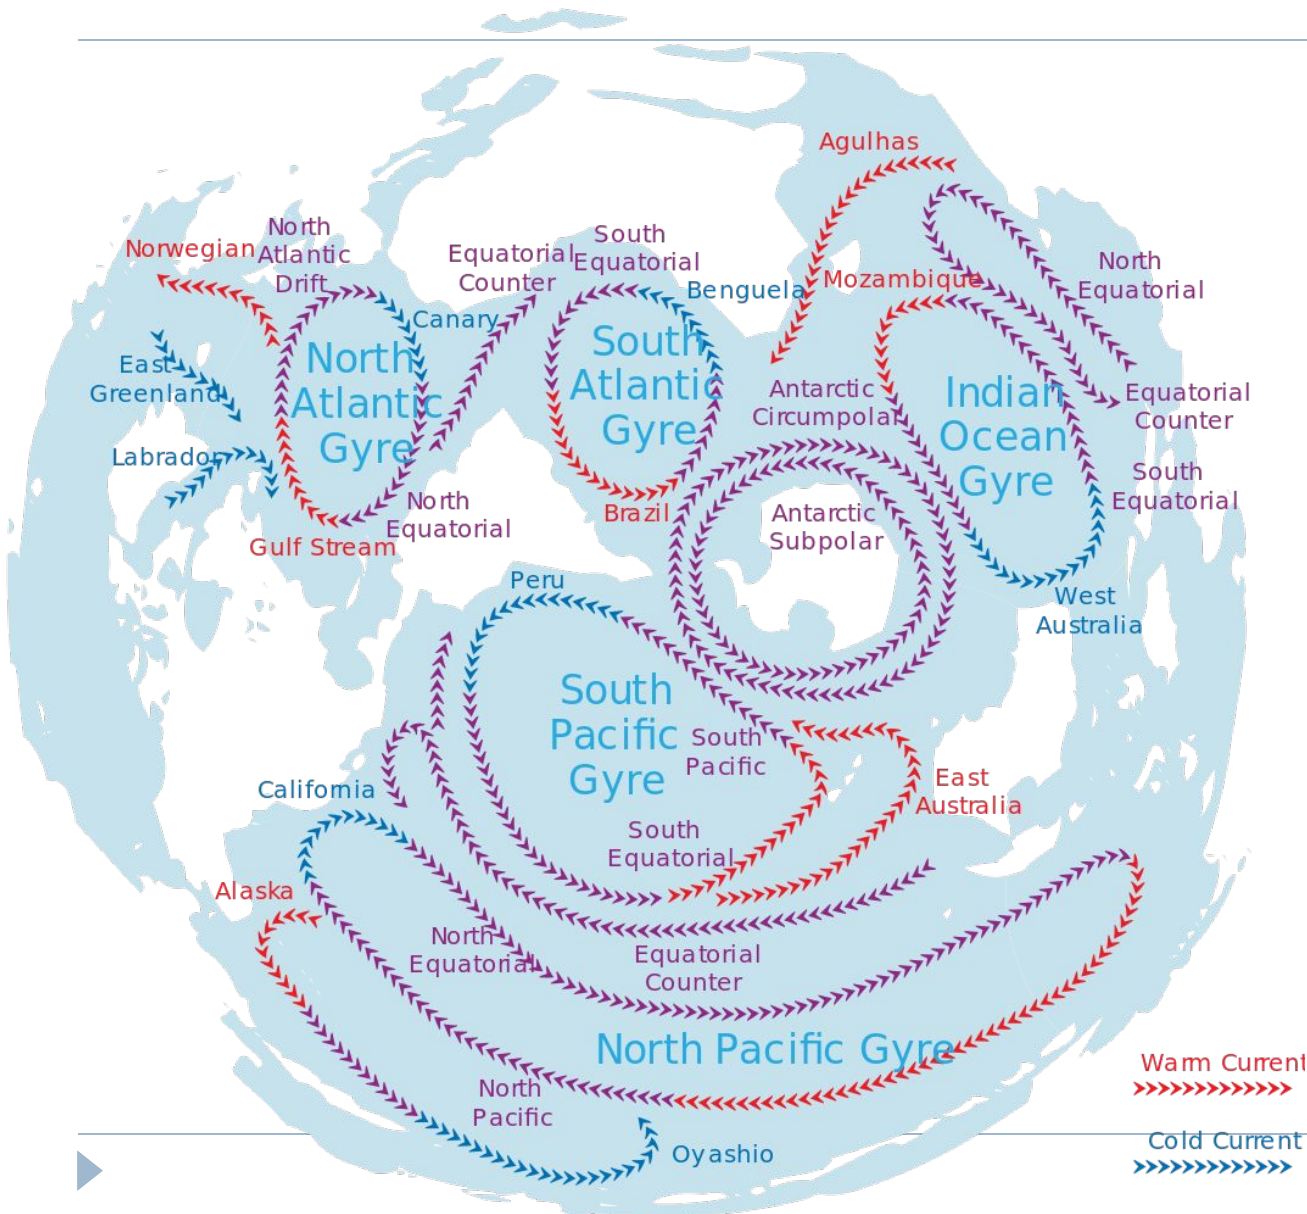 Agulhas
North
Atlantic
Drift
Norwegian
Equatorial
Counter
South
Equatorial
Benguela
Mozambique
North
Equatorial
Canary
East
Greenland
North
Atlantic
Gyre
South
Atlantic
Gyre
Antarctic
Circumpolar
Indian
Ocean
Gyre
Equatorial
Counter
Labrador
South
Equatorial
North
Equatorial
Brazil
Antarctic
Subpolar
Gulf Stream
Peru
West
Australia
South
Pacific
Gyre
South
Pacific
California
East
Australia
South
Equatorial
Alaska
North
Equatorial
Equatorial
Counter
North Pacific Gyre
North
Pacific
Oyashio
Warm Current
Cold Current